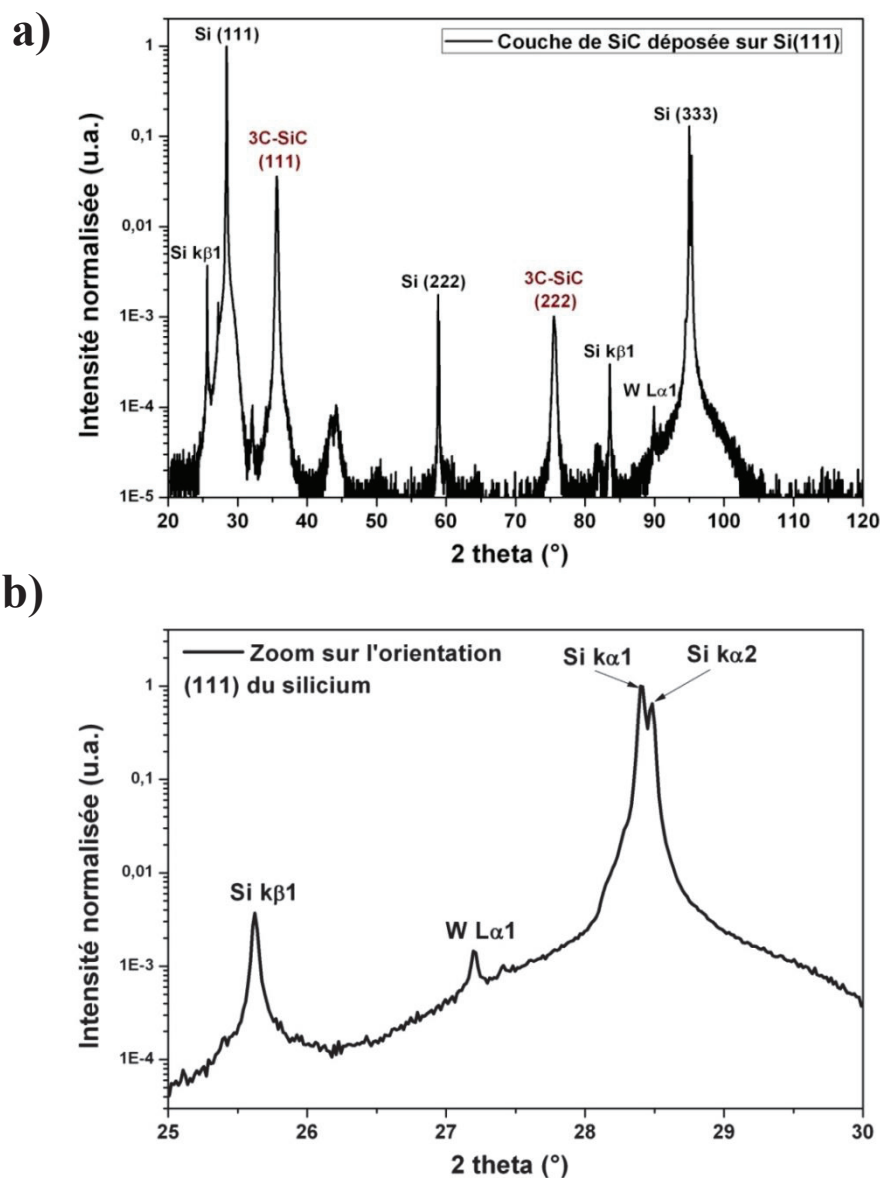 a)
Couche de SiC déposée sur Si(111)
Si (111)
3C-SiC
(111)
Si kβ1
Si (222)
3C-SiC
(222)
Si kβ1
W Lα1
Si (333)
Intensité normalisée (u.a.)
1
0,1
0,01
1E-3
1E-4
1E-5
20 30 40 50 60 70 80 90 100 110 120
2 theta (°)
b)
Zoom sur l'orientation
(111) du silicium
Si kα1
Si kα2
Si kβ1
W Lα1
Intensité normalisée (u.a.)
1
0,1
0,01
1E-3
1E-4
25 26 27 28 29 30
2 theta (°)